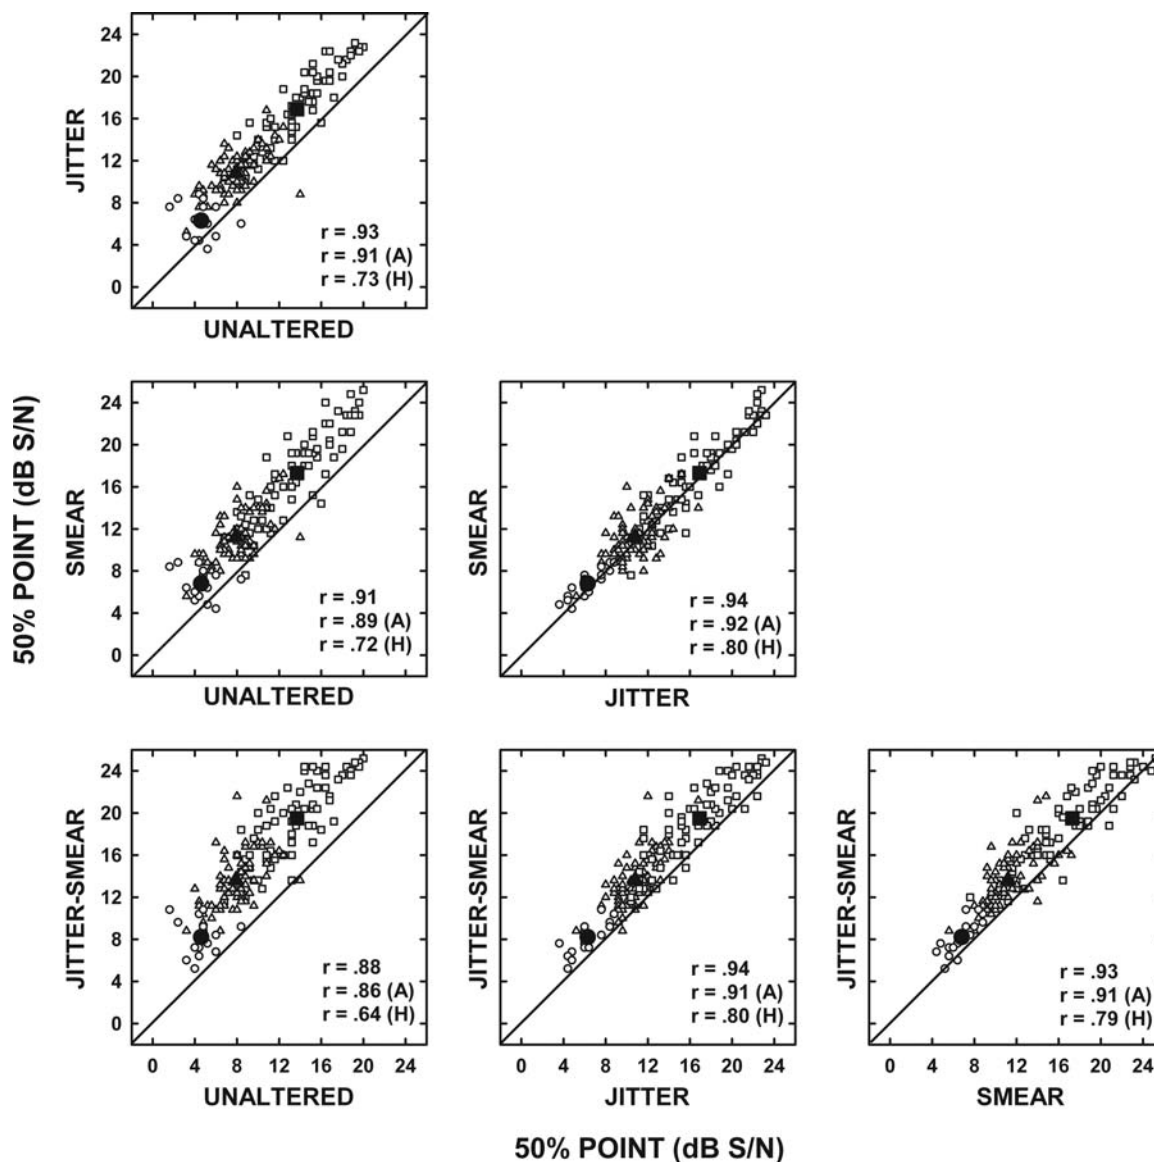 24
20
16
12
8
4
0
JITTER
r = .93
r = .91 (A)
r = .73 (H)
UNALTERED
50% POINT (dB S/N)
24
20
16
12
8
4
0
SMEAR
r = .91
r = .89 (A)
r = .72 (H)
UNALTERED
SMEAR
r = .94
r = .92 (A)
r = .80 (H)
JITTER
24
20
16
12
8
4
0
JITTER-SMEAR
r = .88
r = .86 (A)
r = .64 (H)
0 4 8 12 16 20 24
UNALTERED
JITTER-SMEAR
r = .94
r = .91 (A)
r = .80 (H)
0 4 8 12 16 20 24
JITTER
JITTER-SMEAR
r = .93
r = .91 (A)
r = .79 (H)
0 4 8 12 16 20 24
SMEAR
50% POINT (dB S/N)